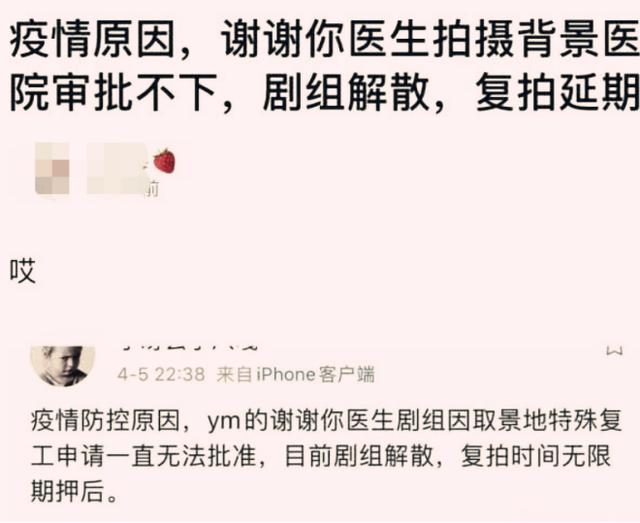 疫情原因，谢谢你医生拍摄背景医
院审批不下，剧组解散，复拍延期
前
哎
4-5 22:38 来自iPhone客户端
疫情防控原因，ym的谢谢你医生剧组因取景地特殊复
工申请一直无法批准，目前剧组解散，复拍时间无限
期押后。